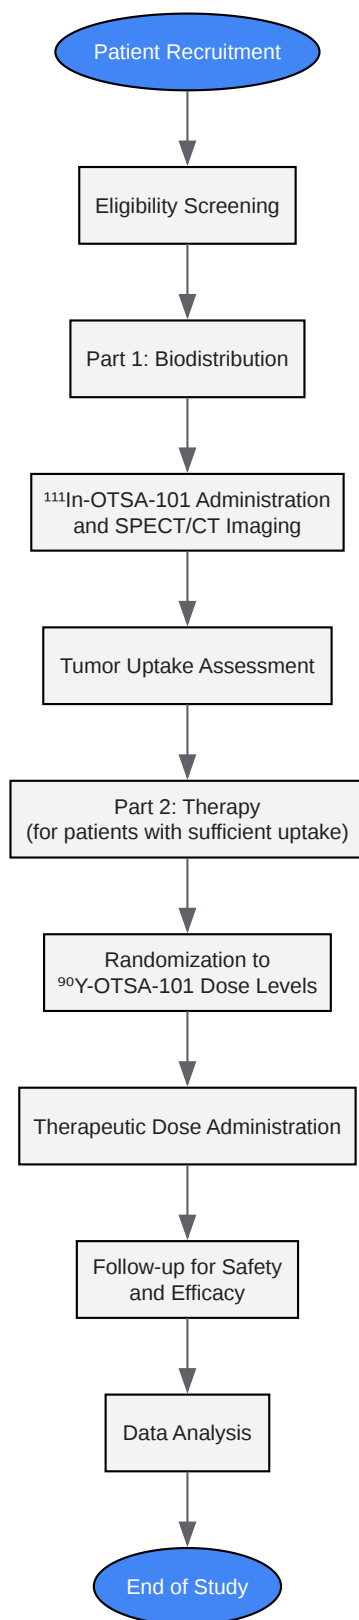 Patient Recruitment
Eligibility Screening
Part 1: Biodistribution
¹¹¹In-OTSA-101 Administration
and SPECT/CT Imaging
Tumor Uptake Assessment
Part 2: Therapy
(for patients with sufficient uptake)
Randomization to
⁹⁰Y-OTSA-101 Dose Levels
Therapeutic Dose Administration
Follow-up for Safety
and Efficacy
Data Analysis
End of Study